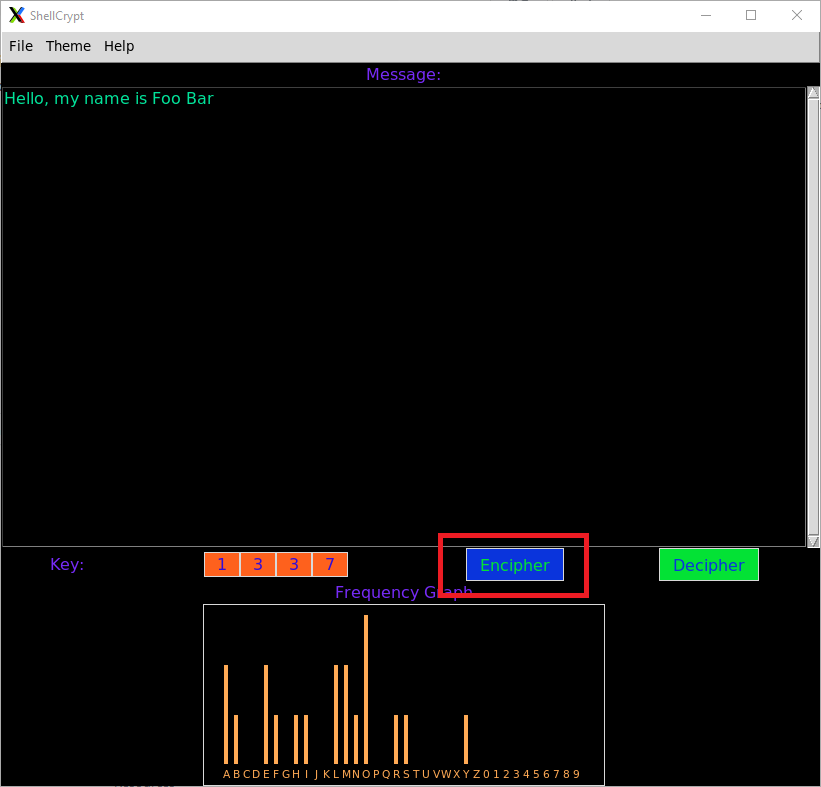 ShellCrypt
File Theme Help
Message:
Hello, my name is Foo Bar
Key: 1 3 3 7 Encipher Decipher
Frequency Graph
A B C D E F G H I J K L M N O P Q R S T U V W X Y Z 0 1 2 3 4 5 6 7 8 9